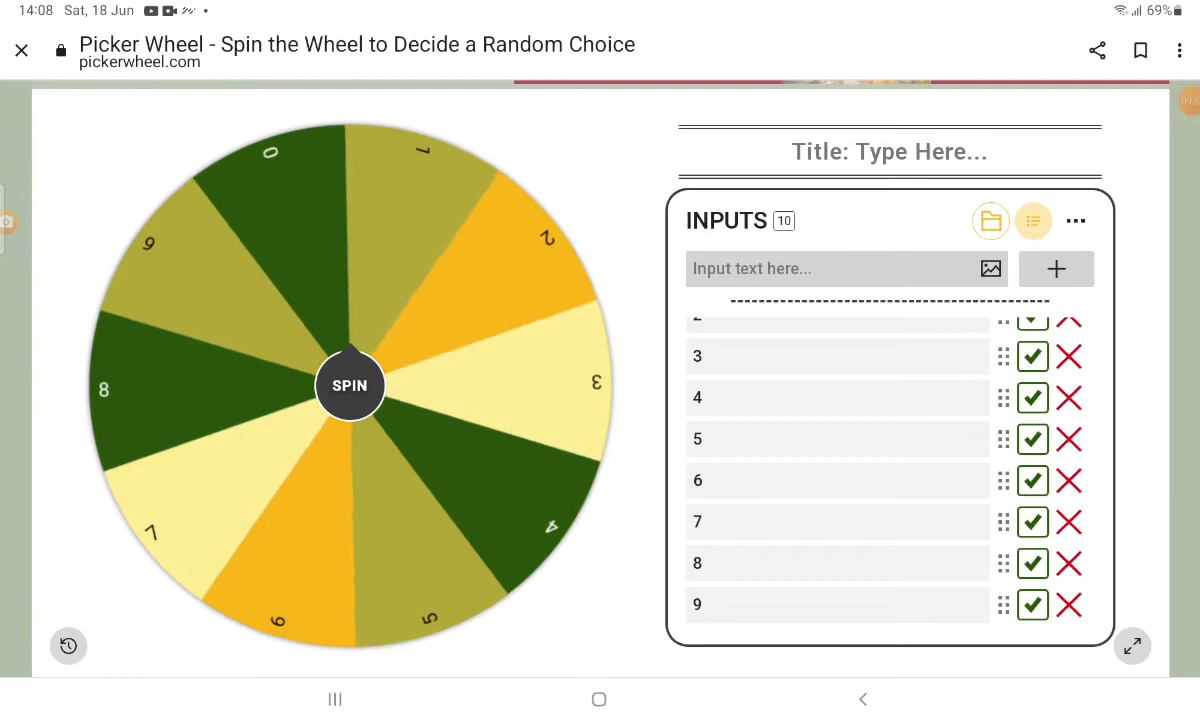 14:08 Sat, 18 Jun
69%
Picker Wheel - Spin the Wheel to Decide a Random Choice
pickerwheel.com
Title: Type Here...
INPUTS 10
Input text here...
3
4
5
6
7
8
9
0
1
2
3
4
5
6
7
8
9
SPIN